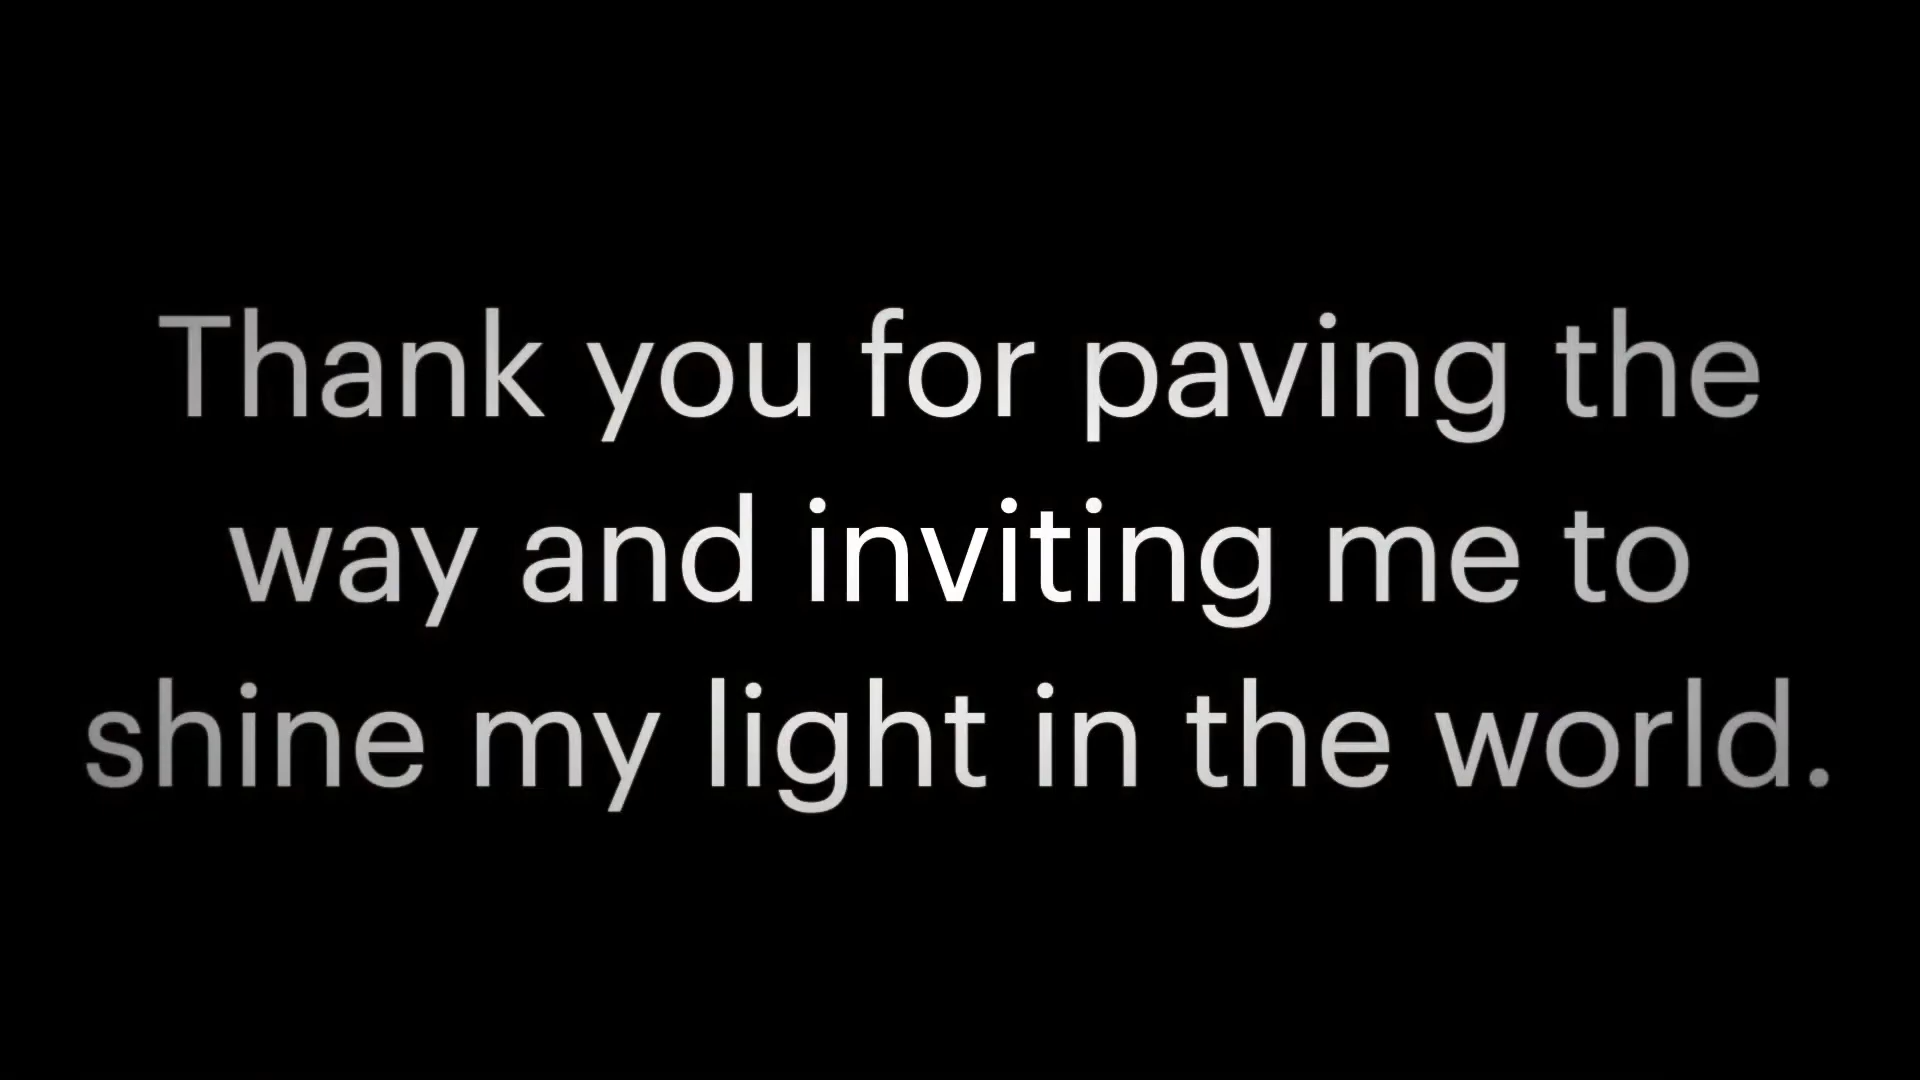 Thank you for paving the
way and inviting me to
shine my light in the world.